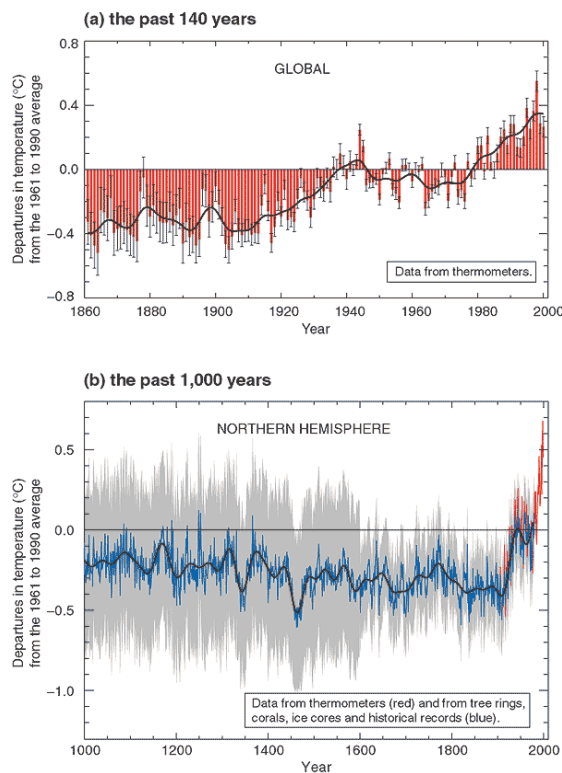 (a) the past 140 years
GLOBAL
Departures in temperature (°C)
from the 1961 to 1990 average
0.8
0.4
0.0
−0.4
−0.8
Data from thermometers.
1860 1880 1900 1920 1940 1960 1980 2000
Year
(b) the past 1,000 years
NORTHERN HEMISPHERE
Departures in temperature (°C)
from the 1961 to 1990 average
0.5
0.0
−0.5
−1.0
Data from thermometers (red) and from tree rings,
corals, ice cores and historical records (blue).
1000 1200 1400 1600 1800 2000
Year